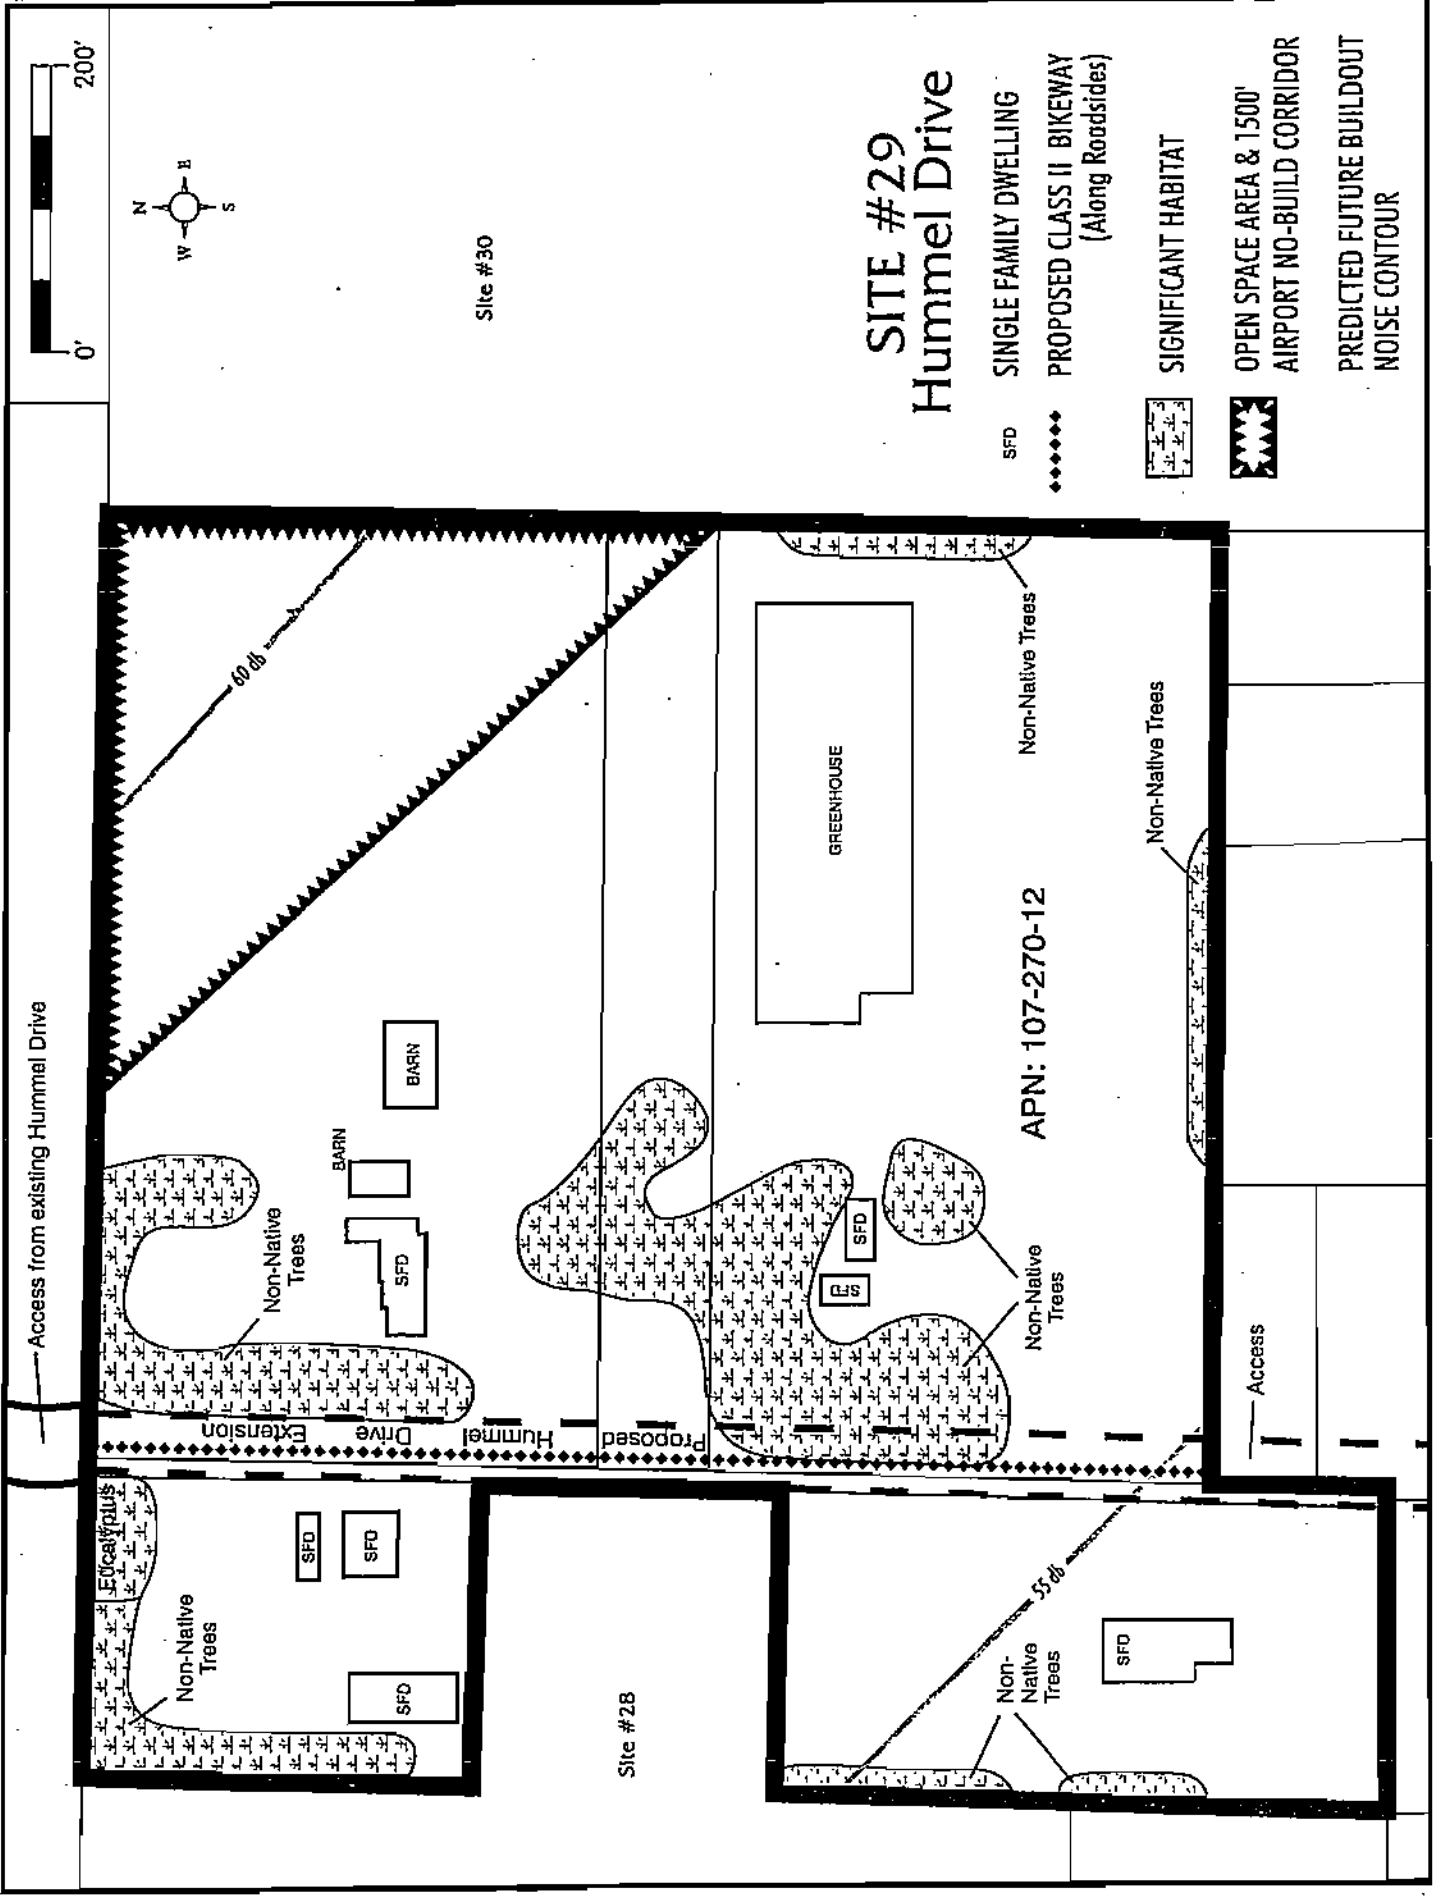 Access from existing Hummel Drive
0'
200'
N
W
E
S
Eucalyptus
Non-Native
Trees
SFD
SFD
SFD
Proposed Hummel Drive Extension
Non-Native
Trees
SFD
BARN
BARN
60 db
Site #30
Site #28
SFD
SFD
GREENHOUSE
Non-Native
Trees
APN: 107-270-12
Non-Native Trees
Non-Native Trees
55 db
Non-
Native
Trees
SFD
Access
SITE #29
Hummel Drive
SFD
SINGLE FAMILY DWELLING
PROPOSED CLASS II BIKEWAY
(Along Roadsides)
SIGNIFICANT HABITAT
OPEN SPACE AREA & 1500'
AIRPORT NO-BUILD CORRIDOR
PREDICTED FUTURE BUILDOUT
NOISE CONTOUR